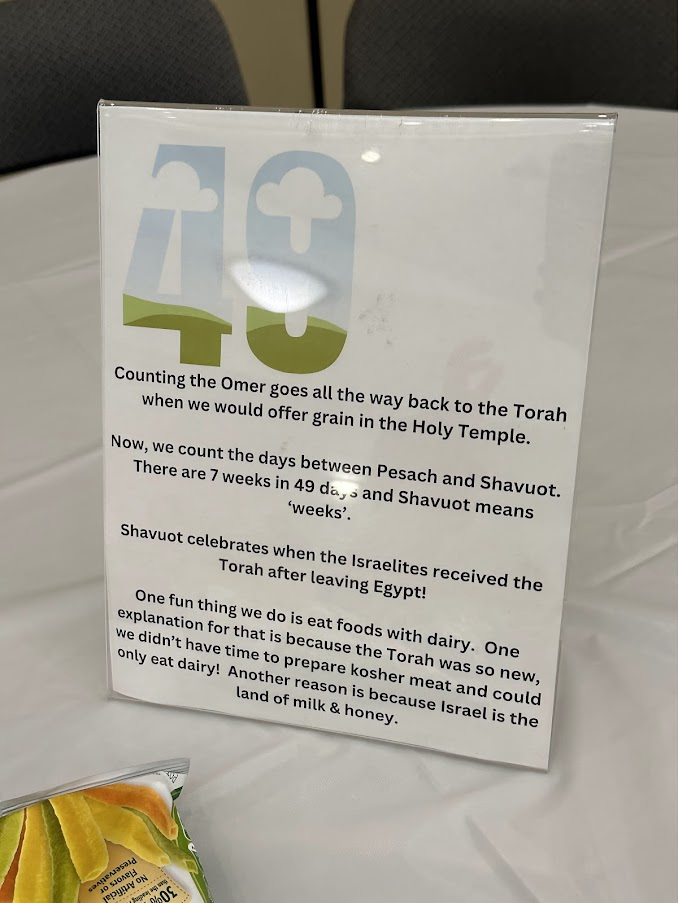 49
Counting the Omer goes all the way back to the Torah
when we would offer grain in the Holy Temple.
Now, we count the days between Pesach and Shavuot.
There are 7 weeks in 49 days and Shavuot means
‘weeks’.
Shavuot celebrates when the Israelites received the
Torah after leaving Egypt!
One fun thing we do is eat foods with dairy. One
explanation for that is because the Torah was so new,
we didn’t have time to prepare kosher meat and could
only eat dairy! Another reason is because Israel is the
land of milk & honey.
30%
than the leading
No Artificial
Flavors or
Preservatives